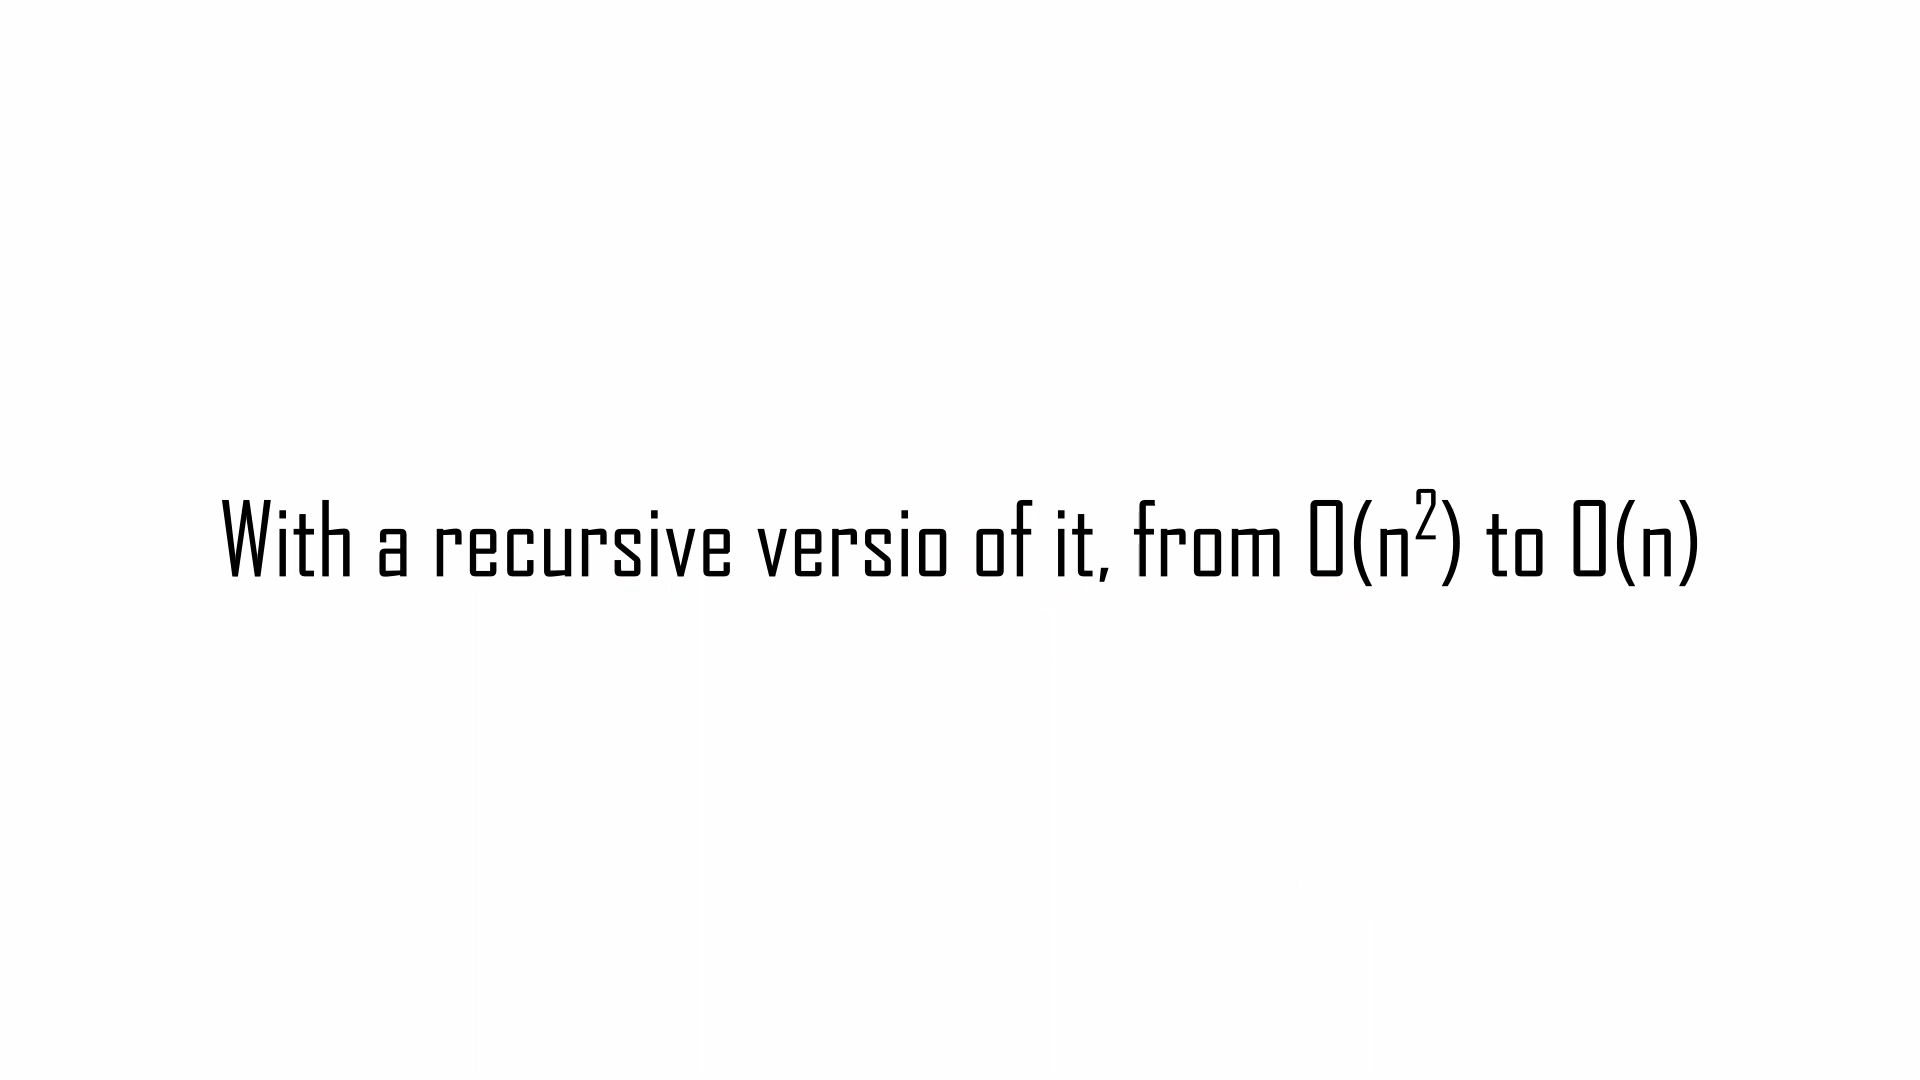 With a recursive versio of it, from O(n²) to O(n)